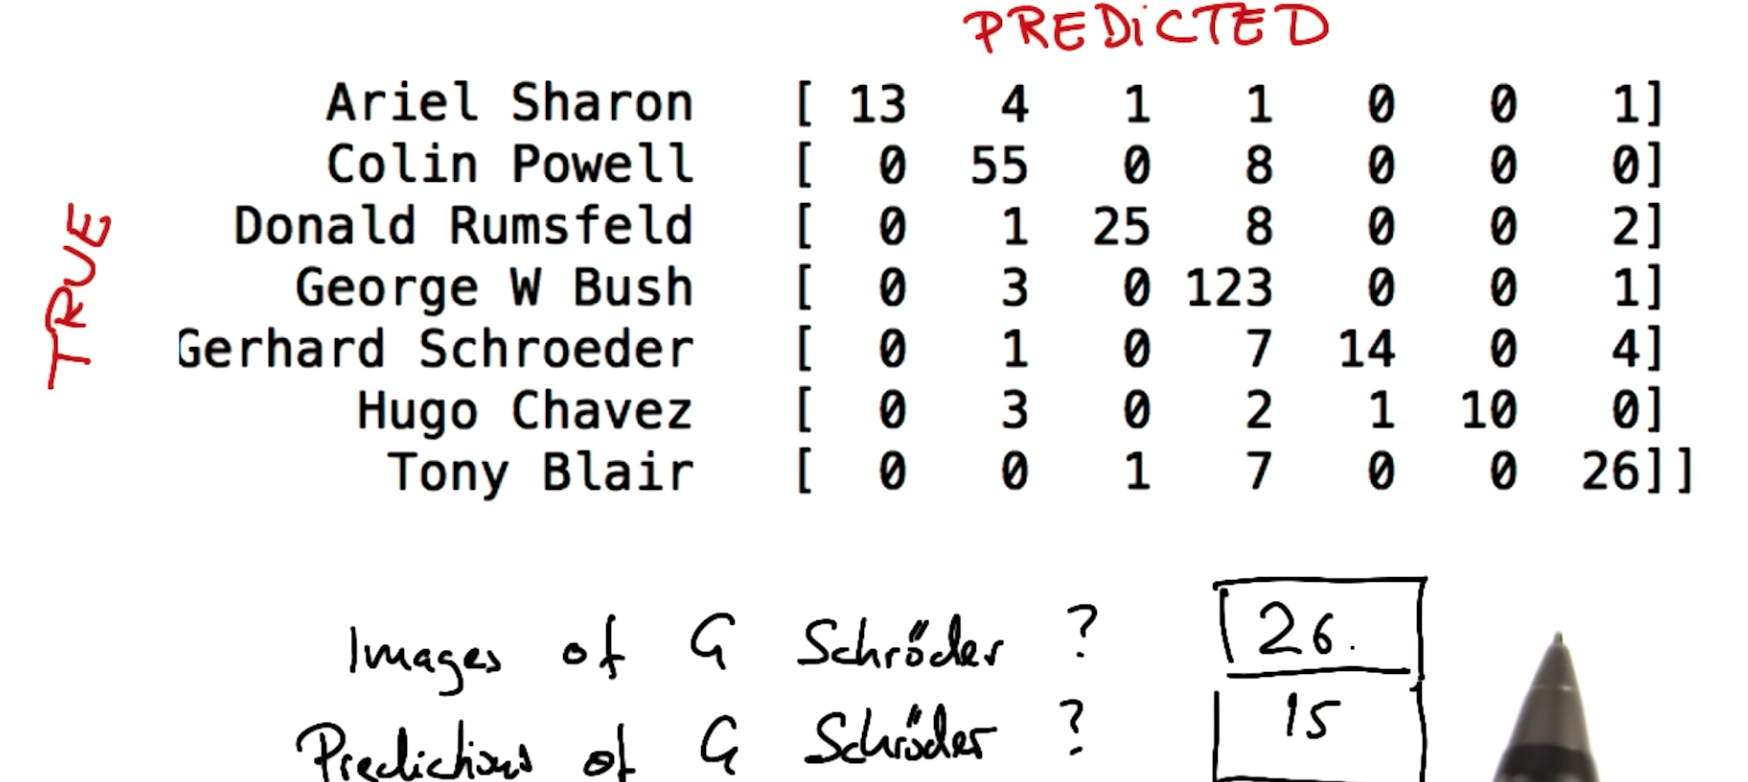 PREDICTED
TRUE
Ariel Sharon [ 13 4 1 1 0 0 1]
Colin Powell [ 0 55 0 8 0 0 0]
Donald Rumsfeld [ 0 1 25 8 0 0 2]
George W Bush [ 0 3 0 123 0 0 1]
Gerhard Schroeder [ 0 1 0 7 14 0 4]
Hugo Chavez [ 0 3 0 2 1 10 0]
Tony Blair [ 0 0 1 7 0 0 26]]
Images of G Schröder ? 26.
Predictions of G Schröder ? 15